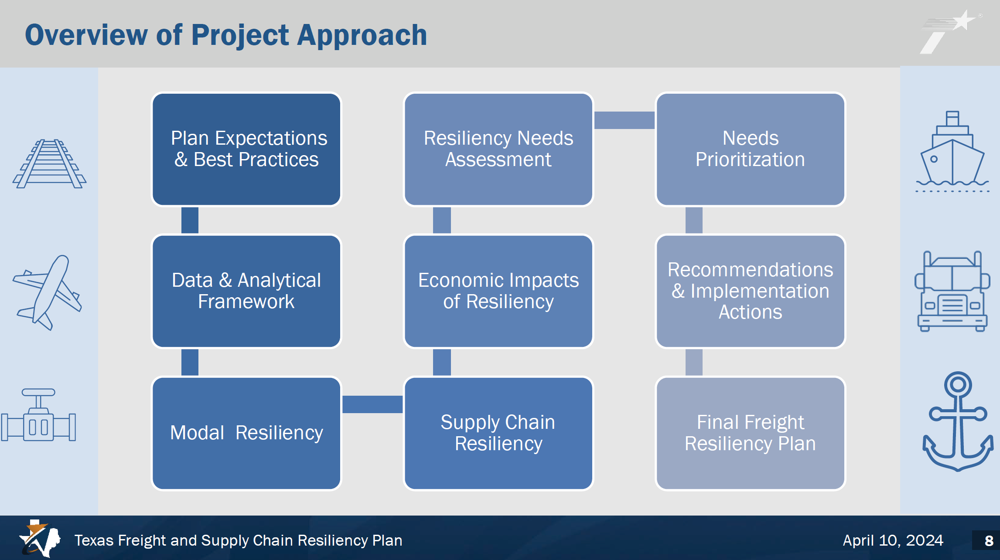 Overview of Project Approach
®
Plan Expectations
& Best Practices
Data & Analytical
Framework
Modal  Resiliency
Supply Chain
Resiliency
Economic Impacts
of Resiliency
Resiliency Needs
Assessment
Needs
Prioritization
Recommendations
& Implementation
Actions
Final Freight
Resiliency Plan
Texas Freight and Supply Chain Resiliency Plan
April 10, 2024
8